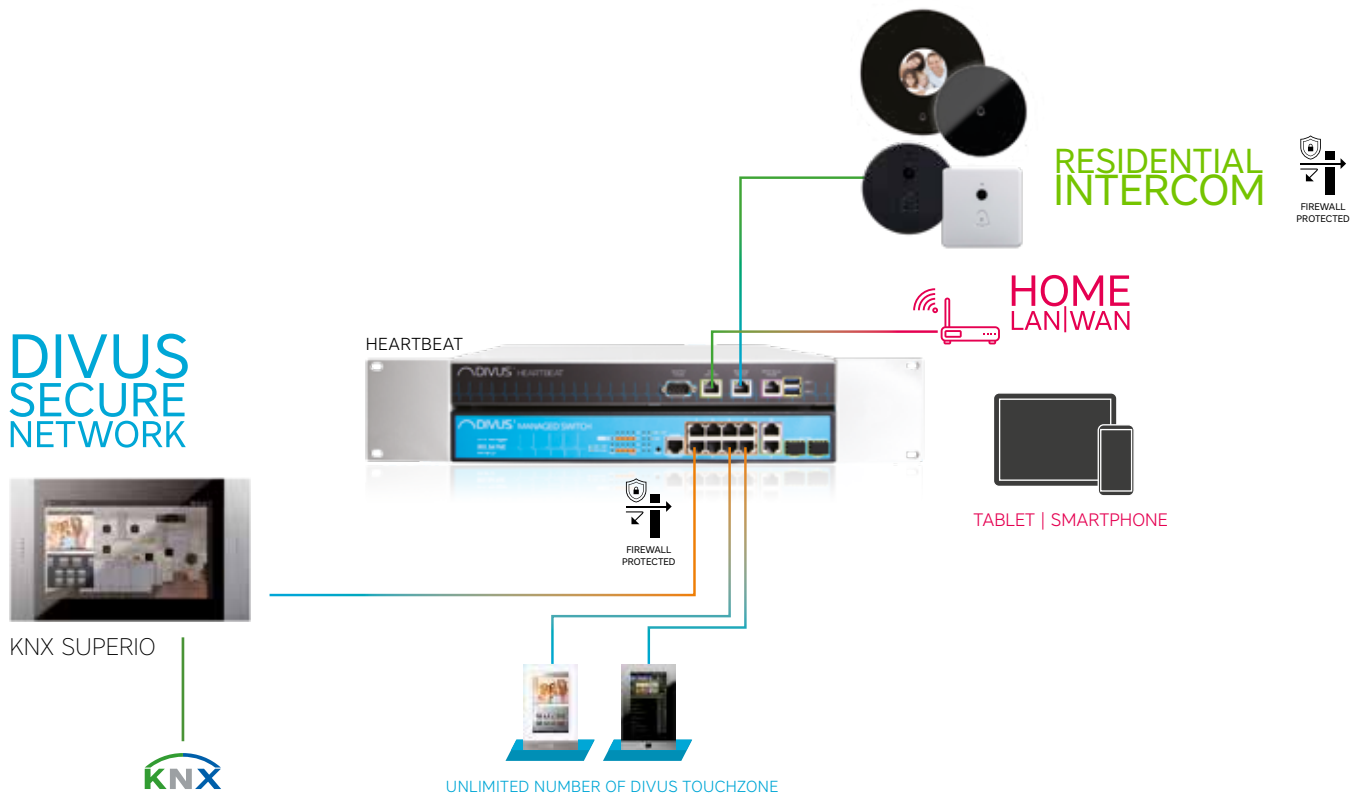 RESIDENTIAL
INTERCOM
FIREWALL
PROTECTED
HOME
LAN|WAN
DIVUS
SECURE
NETWORK
HEARTBEAT
DIVUS HEARTBEAT
DIVUS MANAGED SWITCH
TABLET | SMARTPHONE
FIREWALL
PROTECTED
KNX SUPERIO
KNX
UNLIMITED NUMBER OF DIVUS TOUCHZONE